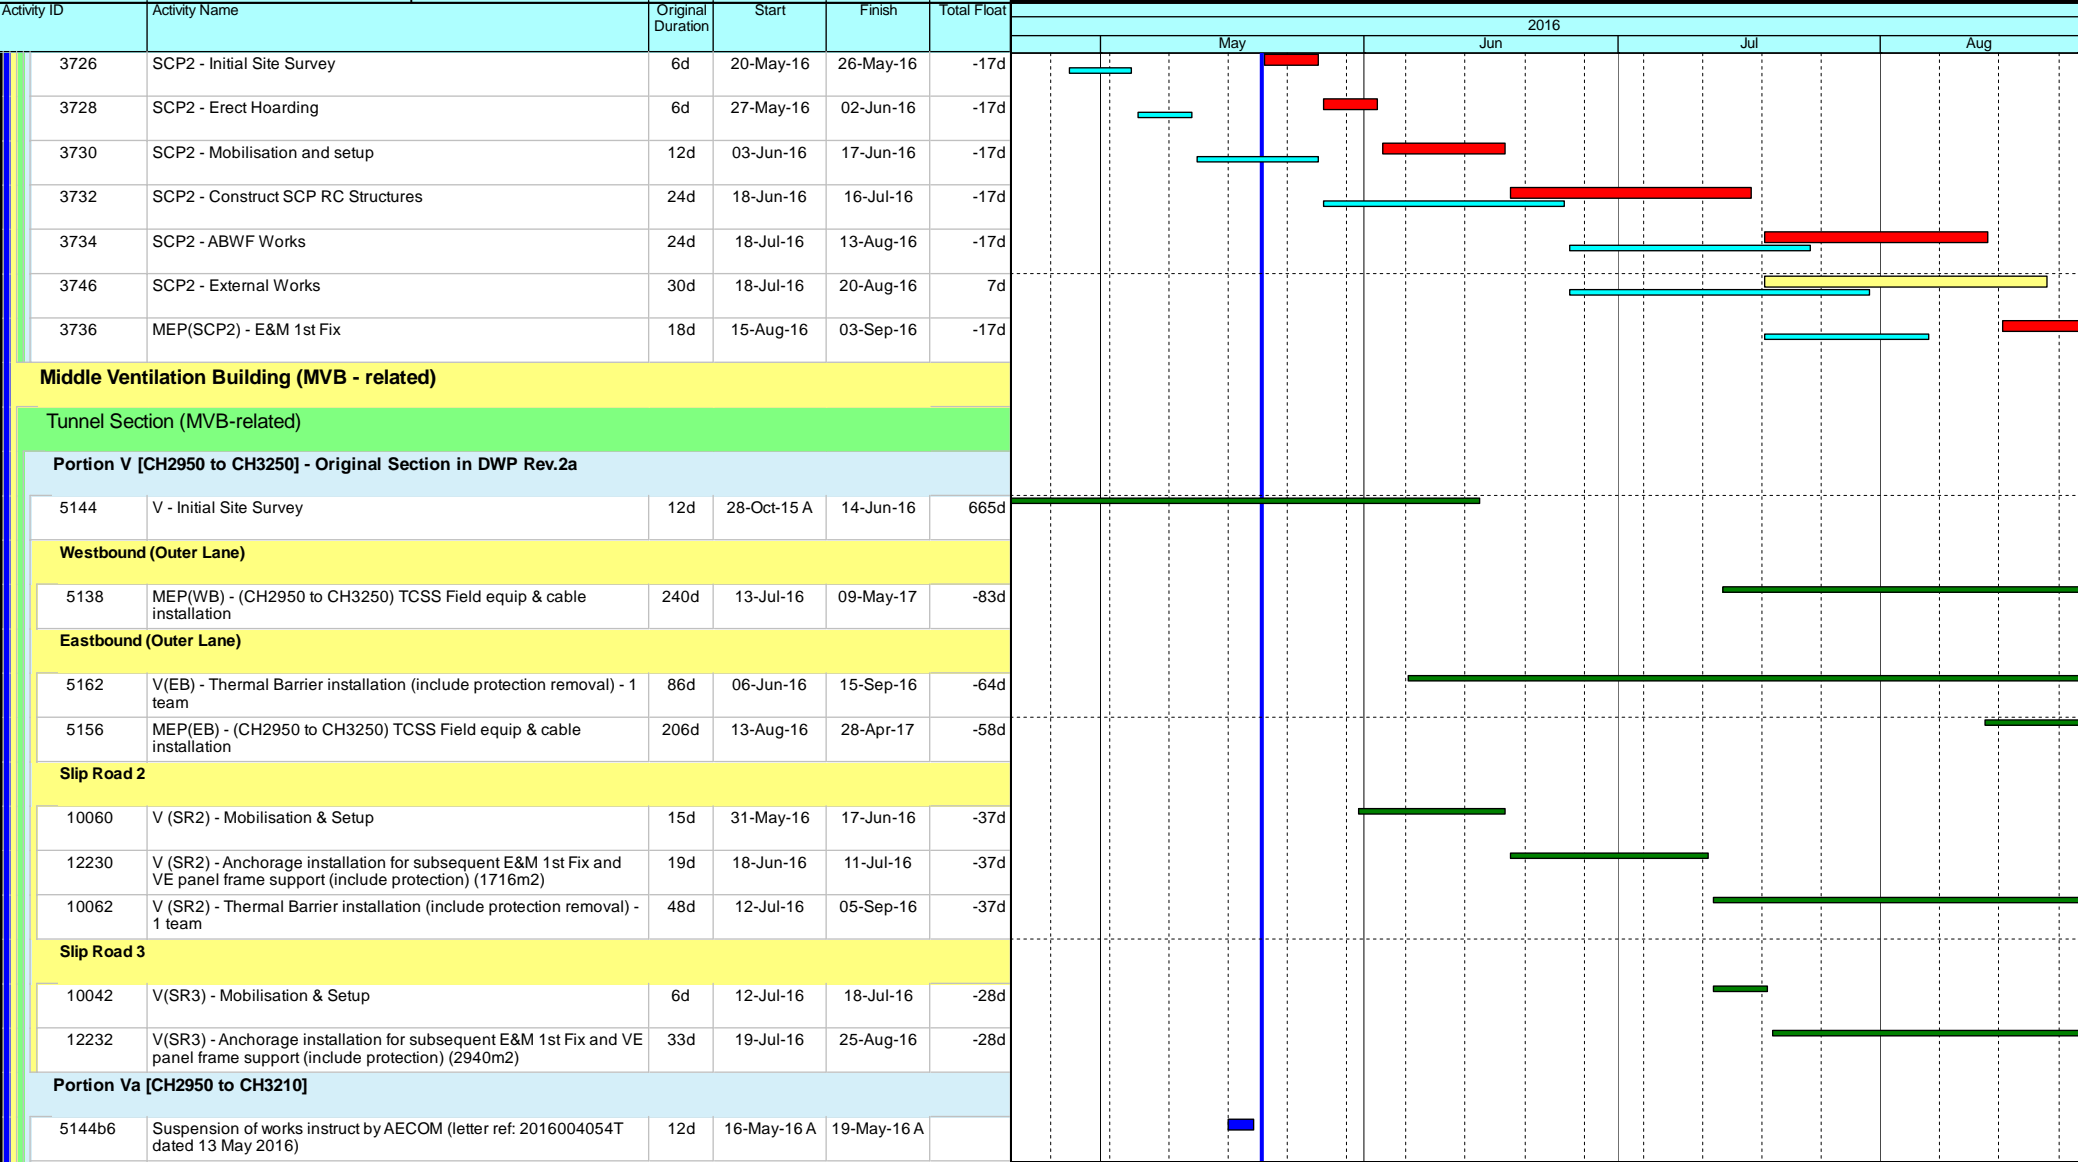 Activity ID Activity Name Original Duration Start Finish Total Float
2016
May Jun Jul Aug
3726 SCP2 - Initial Site Survey 6d 20-May-16 26-May-16 -17d
3728 SCP2 - Erect Hoarding 6d 27-May-16 02-Jun-16 -17d
3730 SCP2 - Mobilisation and setup 12d 03-Jun-16 17-Jun-16 -17d
3732 SCP2 - Construct SCP RC Structures 24d 18-Jun-16 16-Jul-16 -17d
3734 SCP2 - ABWF Works 24d 18-Jul-16 13-Aug-16 -17d
3746 SCP2 - External Works 30d 18-Jul-16 20-Aug-16 7d
3736 MEP(SCP2) - E&M 1st Fix 18d 15-Aug-16 03-Sep-16 -17d
Middle Ventilation Building (MVB - related)
Tunnel Section (MVB-related)
Portion V [CH2950 to CH3250] - Original Section in DWP Rev.2a
5144 V - Initial Site Survey 12d 28-Oct-15 A 14-Jun-16 665d
Westbound (Outer Lane)
5138 MEP(WB) - (CH2950 to CH3250) TCSS Field equip & cable 240d 13-Jul-16 09-May-17 -83d
installation
Eastbound (Outer Lane)
5162 V(EB) - Thermal Barrier installation (include protection removal) - 1 86d 06-Jun-16 15-Sep-16 -64d
team
5156 MEP(EB) - (CH2950 to CH3250) TCSS Field equip & cable 206d 13-Aug-16 28-Apr-17 -58d
installation
Slip Road 2
10060 V (SR2) - Mobilisation & Setup 15d 31-May-16 17-Jun-16 -37d
12230 V (SR2) - Anchorage installation for subsequent E&M 1st Fix and 19d 18-Jun-16 11-Jul-16 -37d
VE panel frame support (include protection) (1716m2)
10062 V (SR2) - Thermal Barrier installation (include protection removal) - 48d 12-Jul-16 05-Sep-16 -37d
1 team
Slip Road 3
10042 V(SR3) - Mobilisation & Setup 6d 12-Jul-16 18-Jul-16 -28d
12232 V(SR3) - Anchorage installation for subsequent E&M 1st Fix and VE 33d 19-Jul-16 25-Aug-16 -28d
panel frame support (include protection) (2940m2)
Portion Va [CH2950 to CH3210]
5144b6 Suspension of works instruct by AECOM (letter ref: 2016004054T 12d 16-May-16 A 19-May-16 A
dated 13 May 2016)